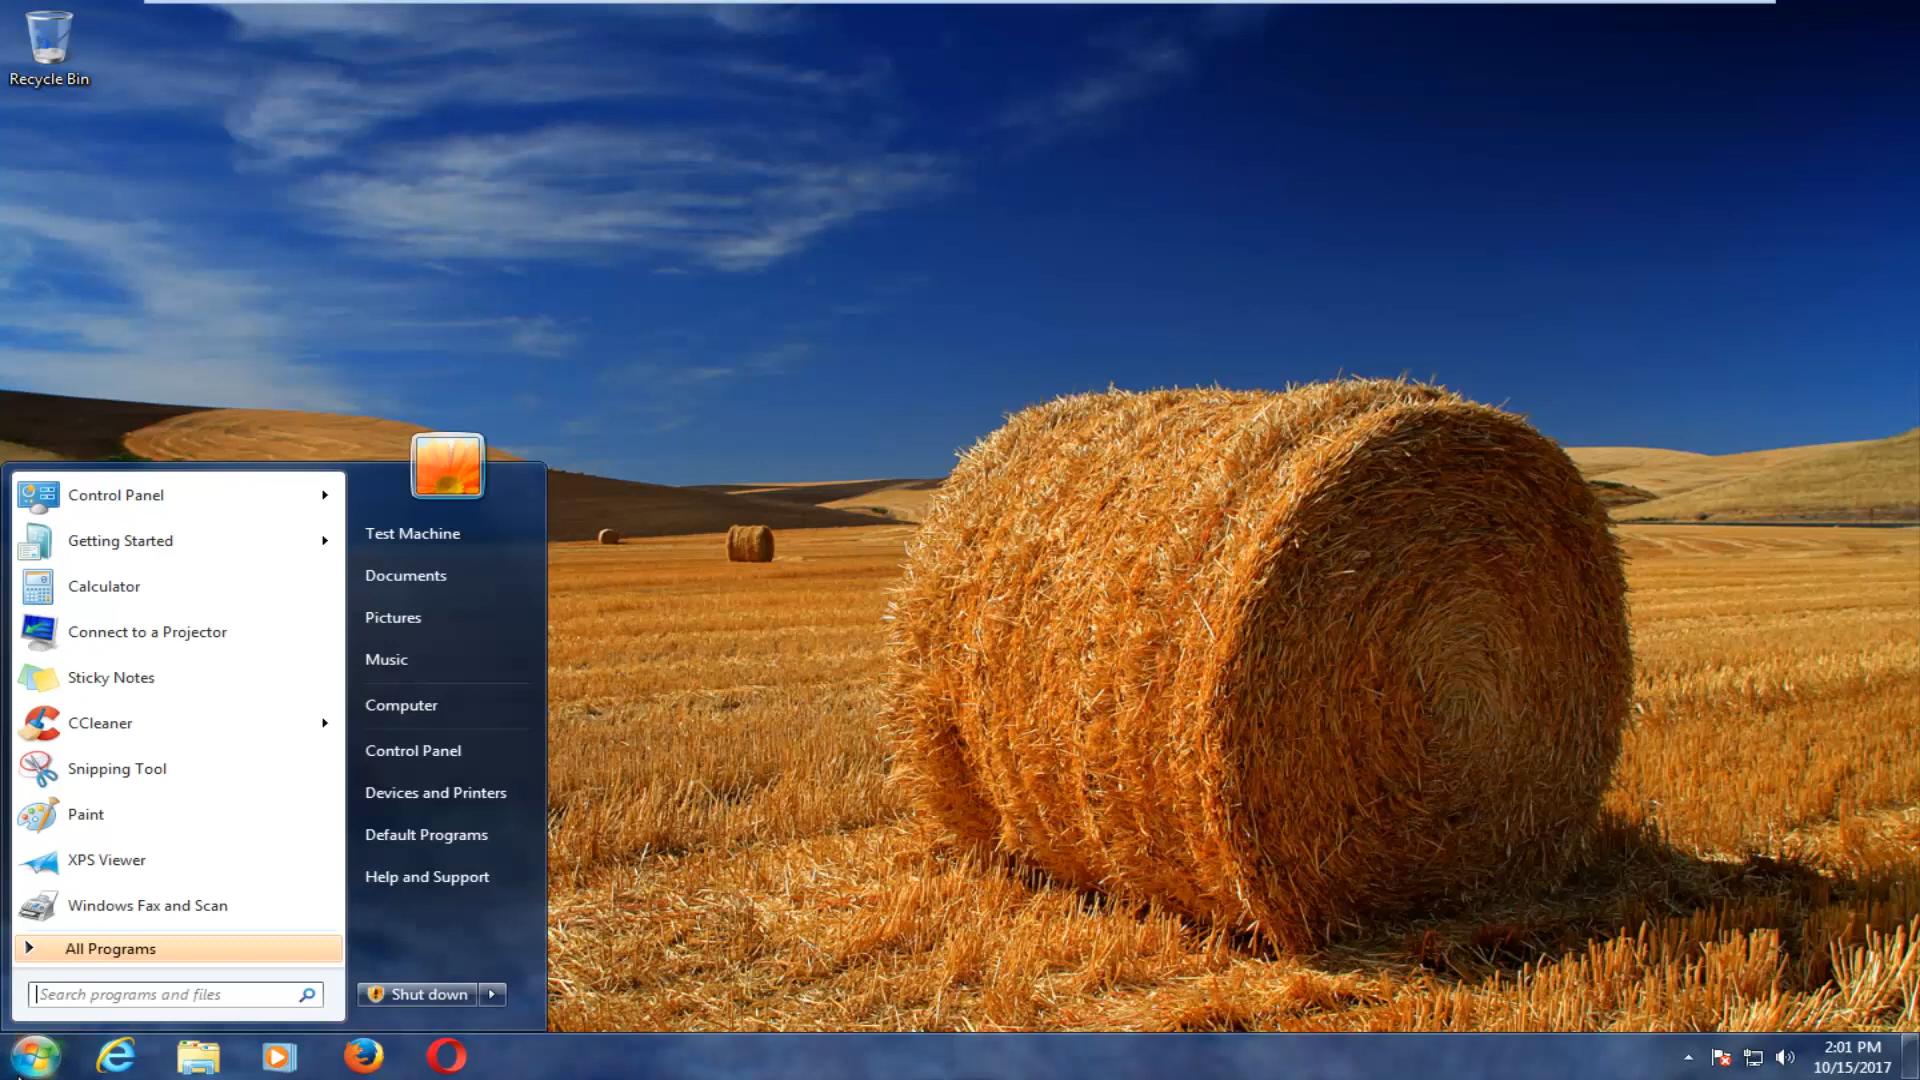 Recycle Bin
Control Panel
Getting Started
Calculator
Connect to a Projector
Sticky Notes
CCleaner
Snipping Tool
Paint
XPS Viewer
Windows Fax and Scan
All Programs
Search programs and files
Test Machine
Documents
Pictures
Music
Computer
Control Panel
Devices and Printers
Default Programs
Help and Support
Shut down
2:01 PM
10/15/2017